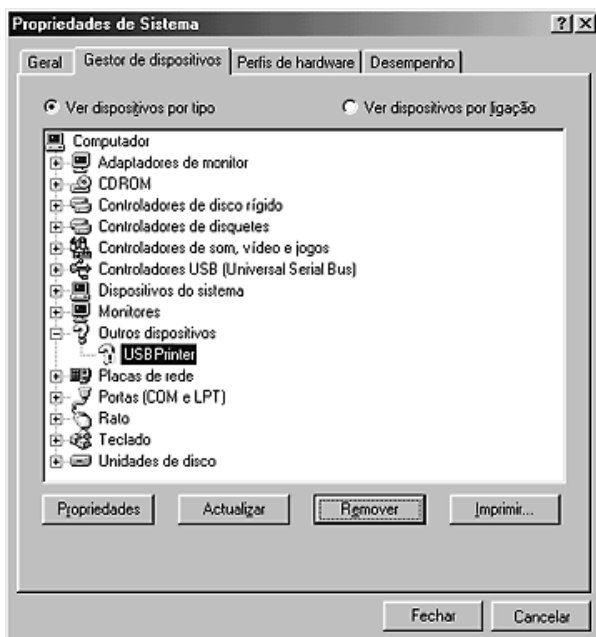 Propriedades de Sistema
Geral Gestor de dispositivos Perfis de hardware Desempenho
Ver dispositivos por tipo Ver dispositivos por ligação
Computador
Adaptadores de monitor
CDROM
Controladores de disco rígido
Controladores de disquetes
Controladores de som, vídeo e jogos
Controladores USB (Universal Serial Bus)
Dispositivos do sistema
Monitores
Outros dispositivos
USBPrinter
Placas de rede
Portas (COM e LPT)
Rato
Teclado
Unidades de disco
Propriedades Actualizar Remover Imprimir...
Fechar Cancelar